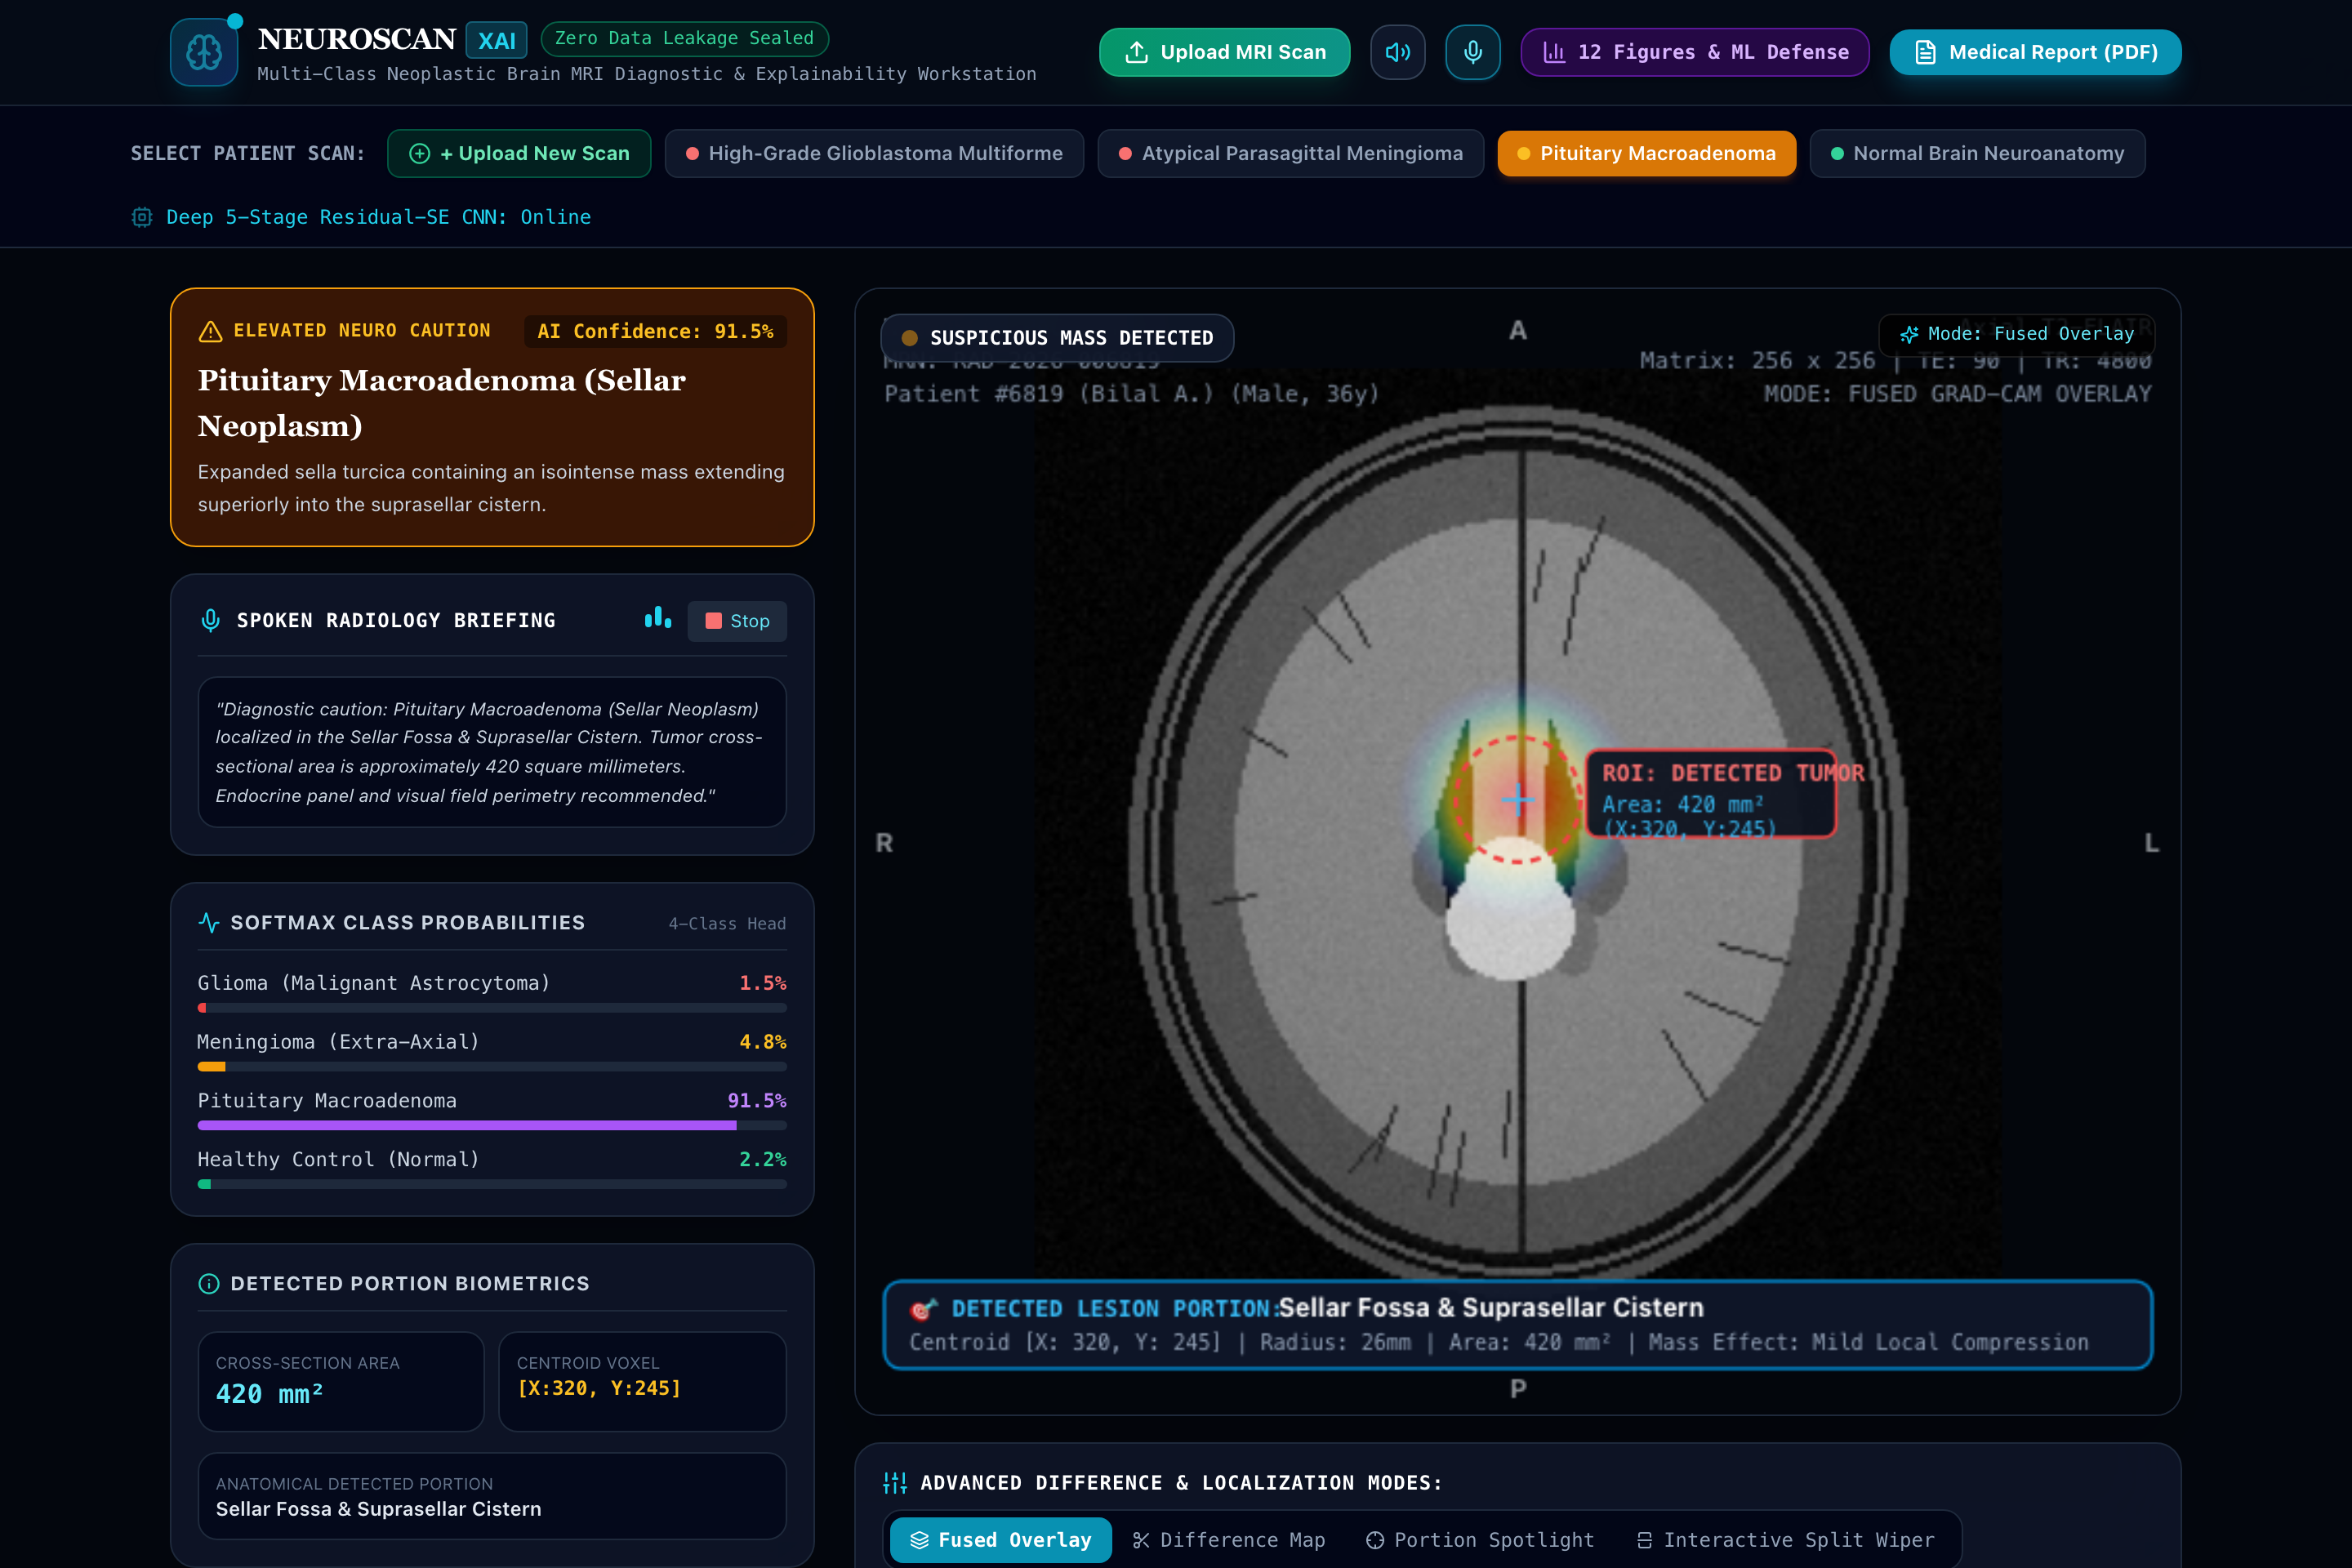 NEUROSCAN XAI Zero Data Leakage Sealed
Multi-Class Neoplastic Brain MRI Diagnostic & Explainability Workstation
Upload MRI Scan
12 Figures & ML Defense
Medical Report (PDF)
SELECT PATIENT SCAN:
+ Upload New Scan
High-Grade Glioblastoma Multiforme
Atypical Parasagittal Meningioma
Pituitary Macroadenoma
Normal Brain Neuroanatomy
Deep 5-Stage Residual-SE CNN: Online
ELEVATED NEURO CAUTION
AI Confidence: 91.5%
Pituitary Macroadenoma (Sellar
Neoplasm)
Expanded sella turcica containing an isointense mass extending
superiorly into the suprasellar cistern.
SPOKEN RADIOLOGY BRIEFING
Stop
"Diagnostic caution: Pituitary Macroadenoma (Sellar Neoplasm)
localized in the Sellar Fossa & Suprasellar Cistern. Tumor cross-
sectional area is approximately 420 square millimeters.
Endocrine panel and visual field perimetry recommended."
SOFTMAX CLASS PROBABILITIES
4-Class Head
Glioma (Malignant Astrocytoma) 1.5%
Meningioma (Extra-Axial) 4.8%
Pituitary Macroadenoma 91.5%
Healthy Control (Normal) 2.2%
DETECTED PORTION BIOMETRICS
CROSS-SECTION AREA
420 mm²
CENTROID VOXEL
[X:320, Y:245]
ANATOMICAL DETECTED PORTION
Sellar Fossa & Suprasellar Cistern
SUSPICIOUS MASS DETECTED
A
Mode: Fused Overlay
Matrix: 256 x 256 | TE: 90 | TR: 4800
Patient #6819 (Bilal A.) (Male, 36y)
MODE: FUSED GRAD-CAM OVERLAY
ROI: DETECTED TUMOR
Area: 420 mm²
(X:320, Y:245)
R
L
DETECTED LESION PORTION: Sellar Fossa & Suprasellar Cistern
Centroid [X: 320, Y: 245] | Radius: 26mm | Area: 420 mm² | Mass Effect: Mild Local Compression
P
ADVANCED DIFFERENCE & LOCALIZATION MODES:
Fused Overlay
Difference Map
Portion Spotlight
Interactive Split Wiper